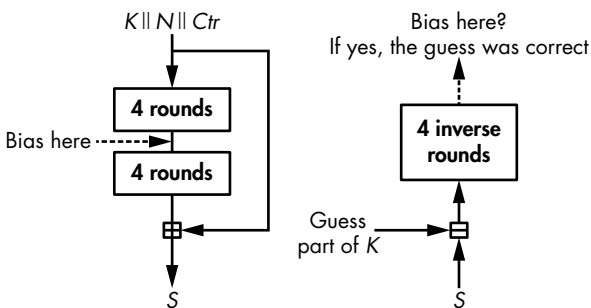 K || N || Ctr
4 rounds
Bias here
4 rounds
S
Bias here?
If yes, the guess was correct
4 inverse
rounds
Guess
part of K
S